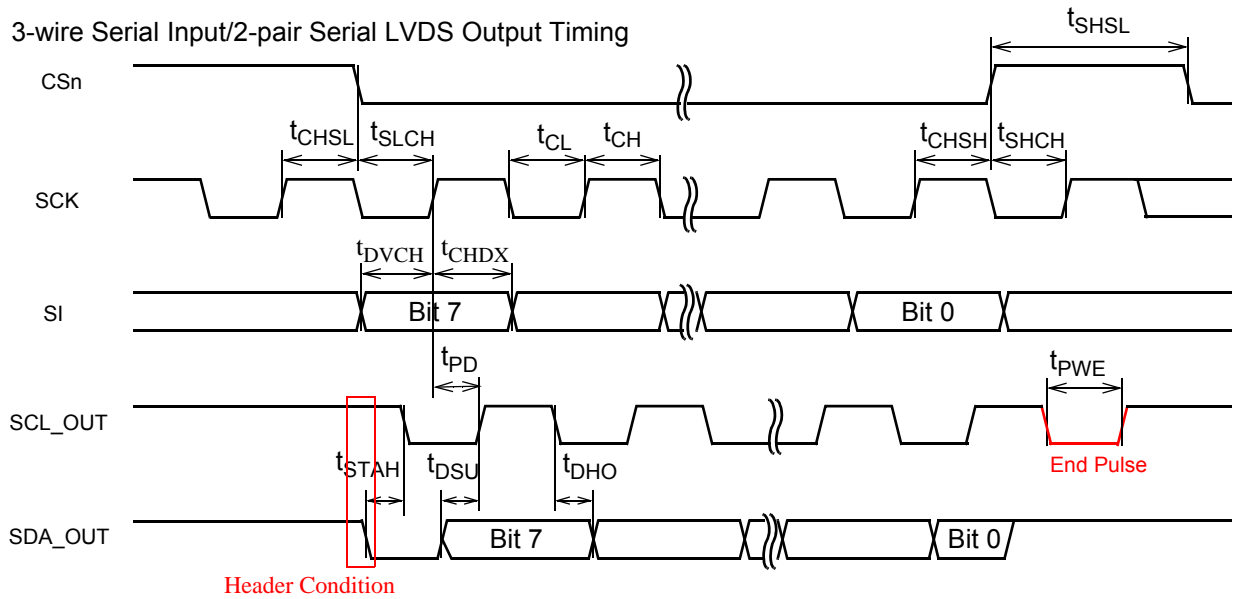 3-wire Serial Input/2-pair Serial LVDS Output Timing
tSHSL
CSn
tCHSL tSLCH tCL tCH tCHSH tSHCH
SCK
tDVCH tCHDX
SI Bit 7 Bit 0
tPD tPWE
SCL_OUT
End Pulse
tSTAH tDSU tDHO
SDA_OUT Bit 7 Bit 0
Header Condition